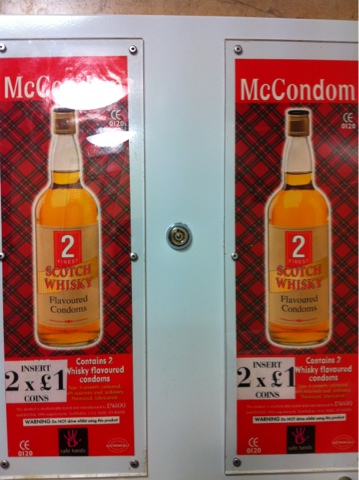 McCondom
CE
0120
2
FINEST
SCOTCH
WHISKY
Flavoured
Condoms
Contains 2
Whisky flavoured
condoms
INSERT
2 x £1
COINS
WARNING Do NOT drive whilst using this product
CE
0120
safe hands
McCondom
CE
0120
2
FINEST
SCOTCH
WHISKY
Flavoured
Condoms
Contains 2
Whisky flavoured
condoms
INSERT
2 x £1
COINS
WARNING Do NOT drive whilst using this product
CE
0120
safe hands